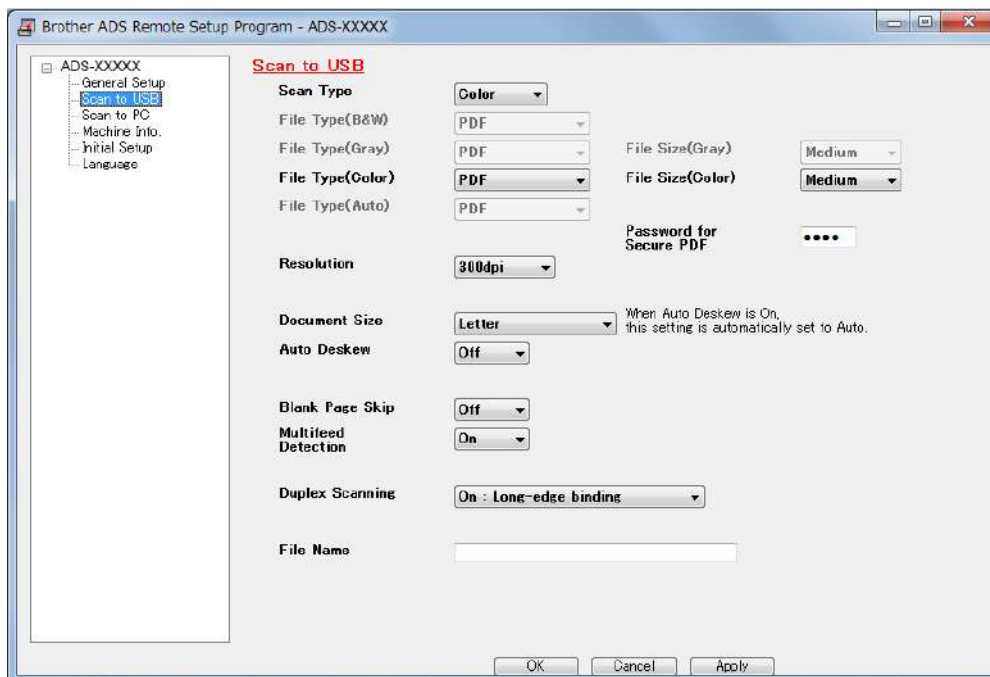 Brother ADS Remote Setup Program - ADS-XXXXX
ADS-XXXXX
General Setup
Scan to USB
Scan to PC
Machine Info.
Initial Setup
Language
Scan to USB
Scan Type
Color
File Type(B&W)
PDF
File Type(Gray)
PDF
File Size(Gray)
Medium
File Type(Color)
PDF
File Size(Color)
Medium
File Type(Auto)
PDF
Password for
Secure PDF
••••
Resolution
300dpi
Document Size
Letter
When Auto Deskew is On,
this setting is automatically set to Auto.
Auto Deskew
Off
Blank Page Skip
Off
Multifeed
Detection
On
Duplex Scanning
On : Long-edge binding
File Name
OK
Cancel
Apply